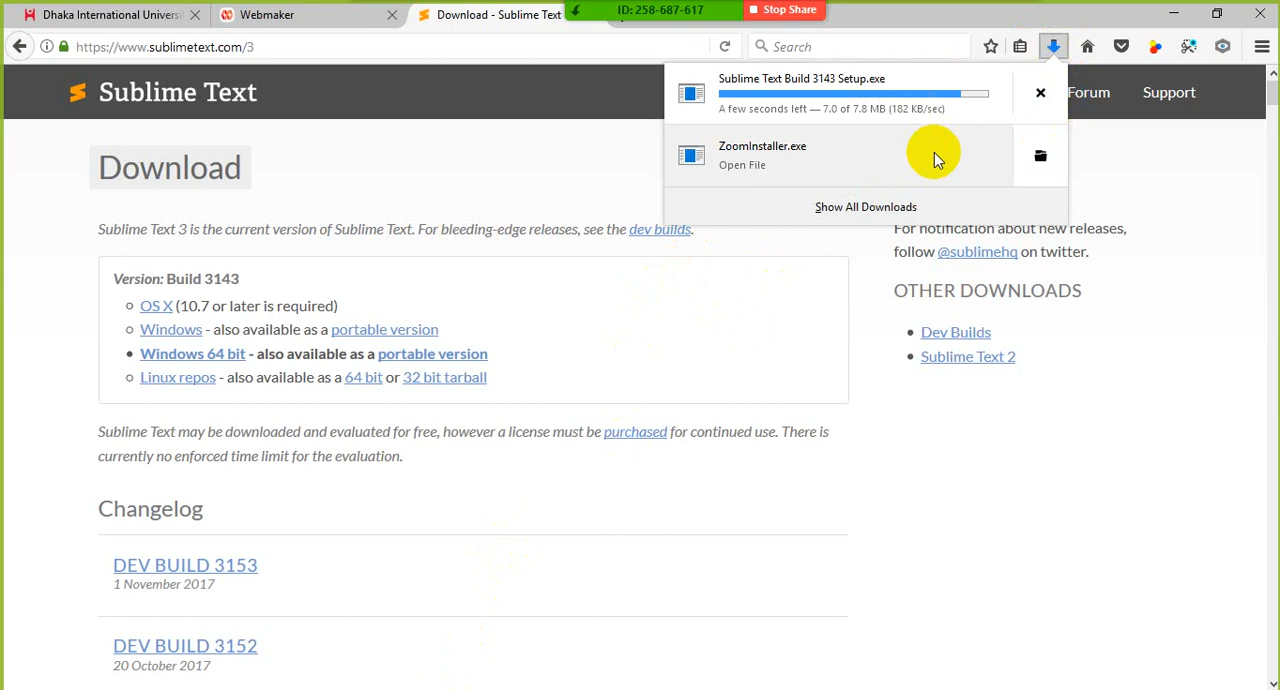 Dhaka International Universi
Webmaker
Download - Sublime Text
ID: 258-687-617
Stop Share
https://www.sublimetext.com/3
Search
Sublime Text
Forum
Support
Sublime Text Build 3143 Setup.exe
A few seconds left — 7.0 of 7.8 MB (182 KB/sec)
ZoomInstaller.exe
Open File
Show All Downloads
Download
Sublime Text 3 is the current version of Sublime Text. For bleeding-edge releases, see the dev builds.
Version: Build 3143
OS X (10.7 or later is required)
Windows - also available as a portable version
Windows 64 bit - also available as a portable version
Linux repos - also available as a 64 bit or 32 bit tarball
Sublime Text may be downloaded and evaluated for free, however a license must be purchased for continued use. There is
currently no enforced time limit for the evaluation.
For notification about new releases,
follow @sublimehq on twitter.
OTHER DOWNLOADS
Dev Builds
Sublime Text 2
Changelog
DEV BUILD 3153
1 November 2017
DEV BUILD 3152
20 October 2017